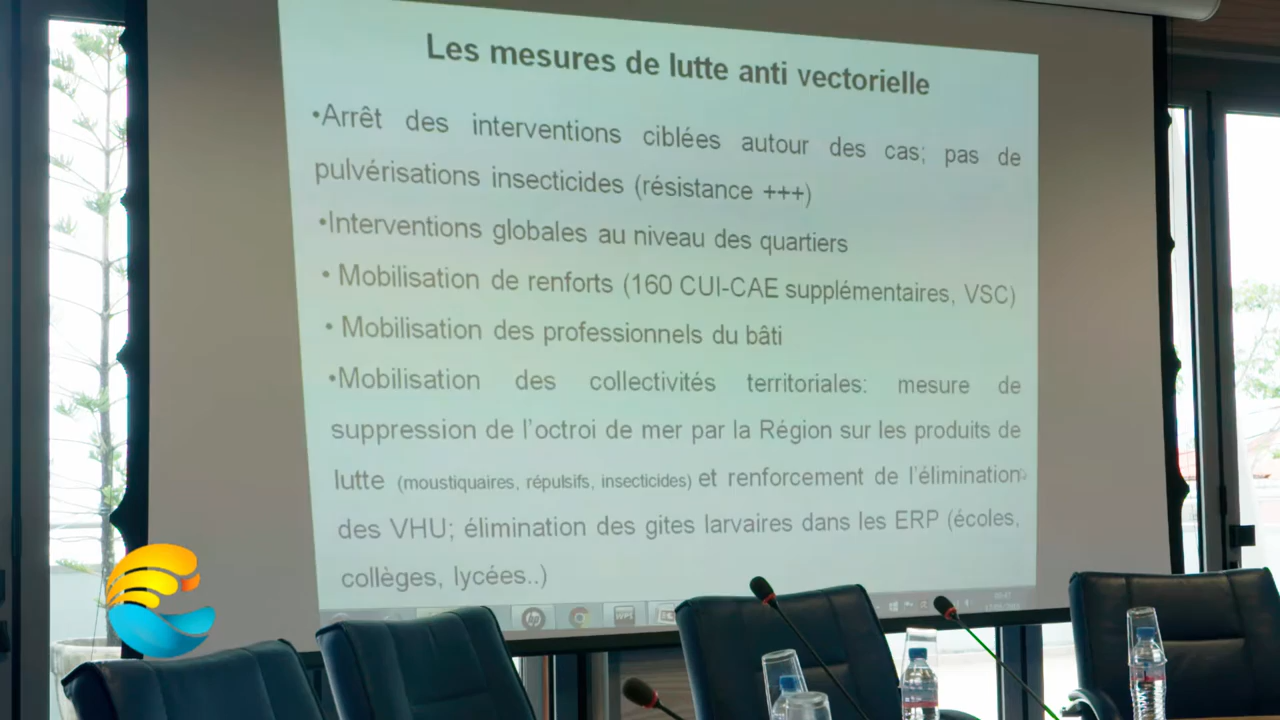 Les mesures de lutte anti vectorielle
•Arrêt des interventions ciblées autour des cas; pas de
pulvérisations insecticides (résistance +++)
•Interventions globales au niveau des quartiers
• Mobilisation de renforts (160 CUI-CAE supplémentaires, VSC)
• Mobilisation des professionnels du bâti
•Mobilisation des collectivités territoriales: mesure de
suppression de l'octroi de mer par la Région sur les produits de
lutte (moustiquaires, répulsifs, insecticides) et renforcement de l'élimination
des VHU; élimination des gites larvaires dans les ERP (écoles,
collèges, lycées..)
hp